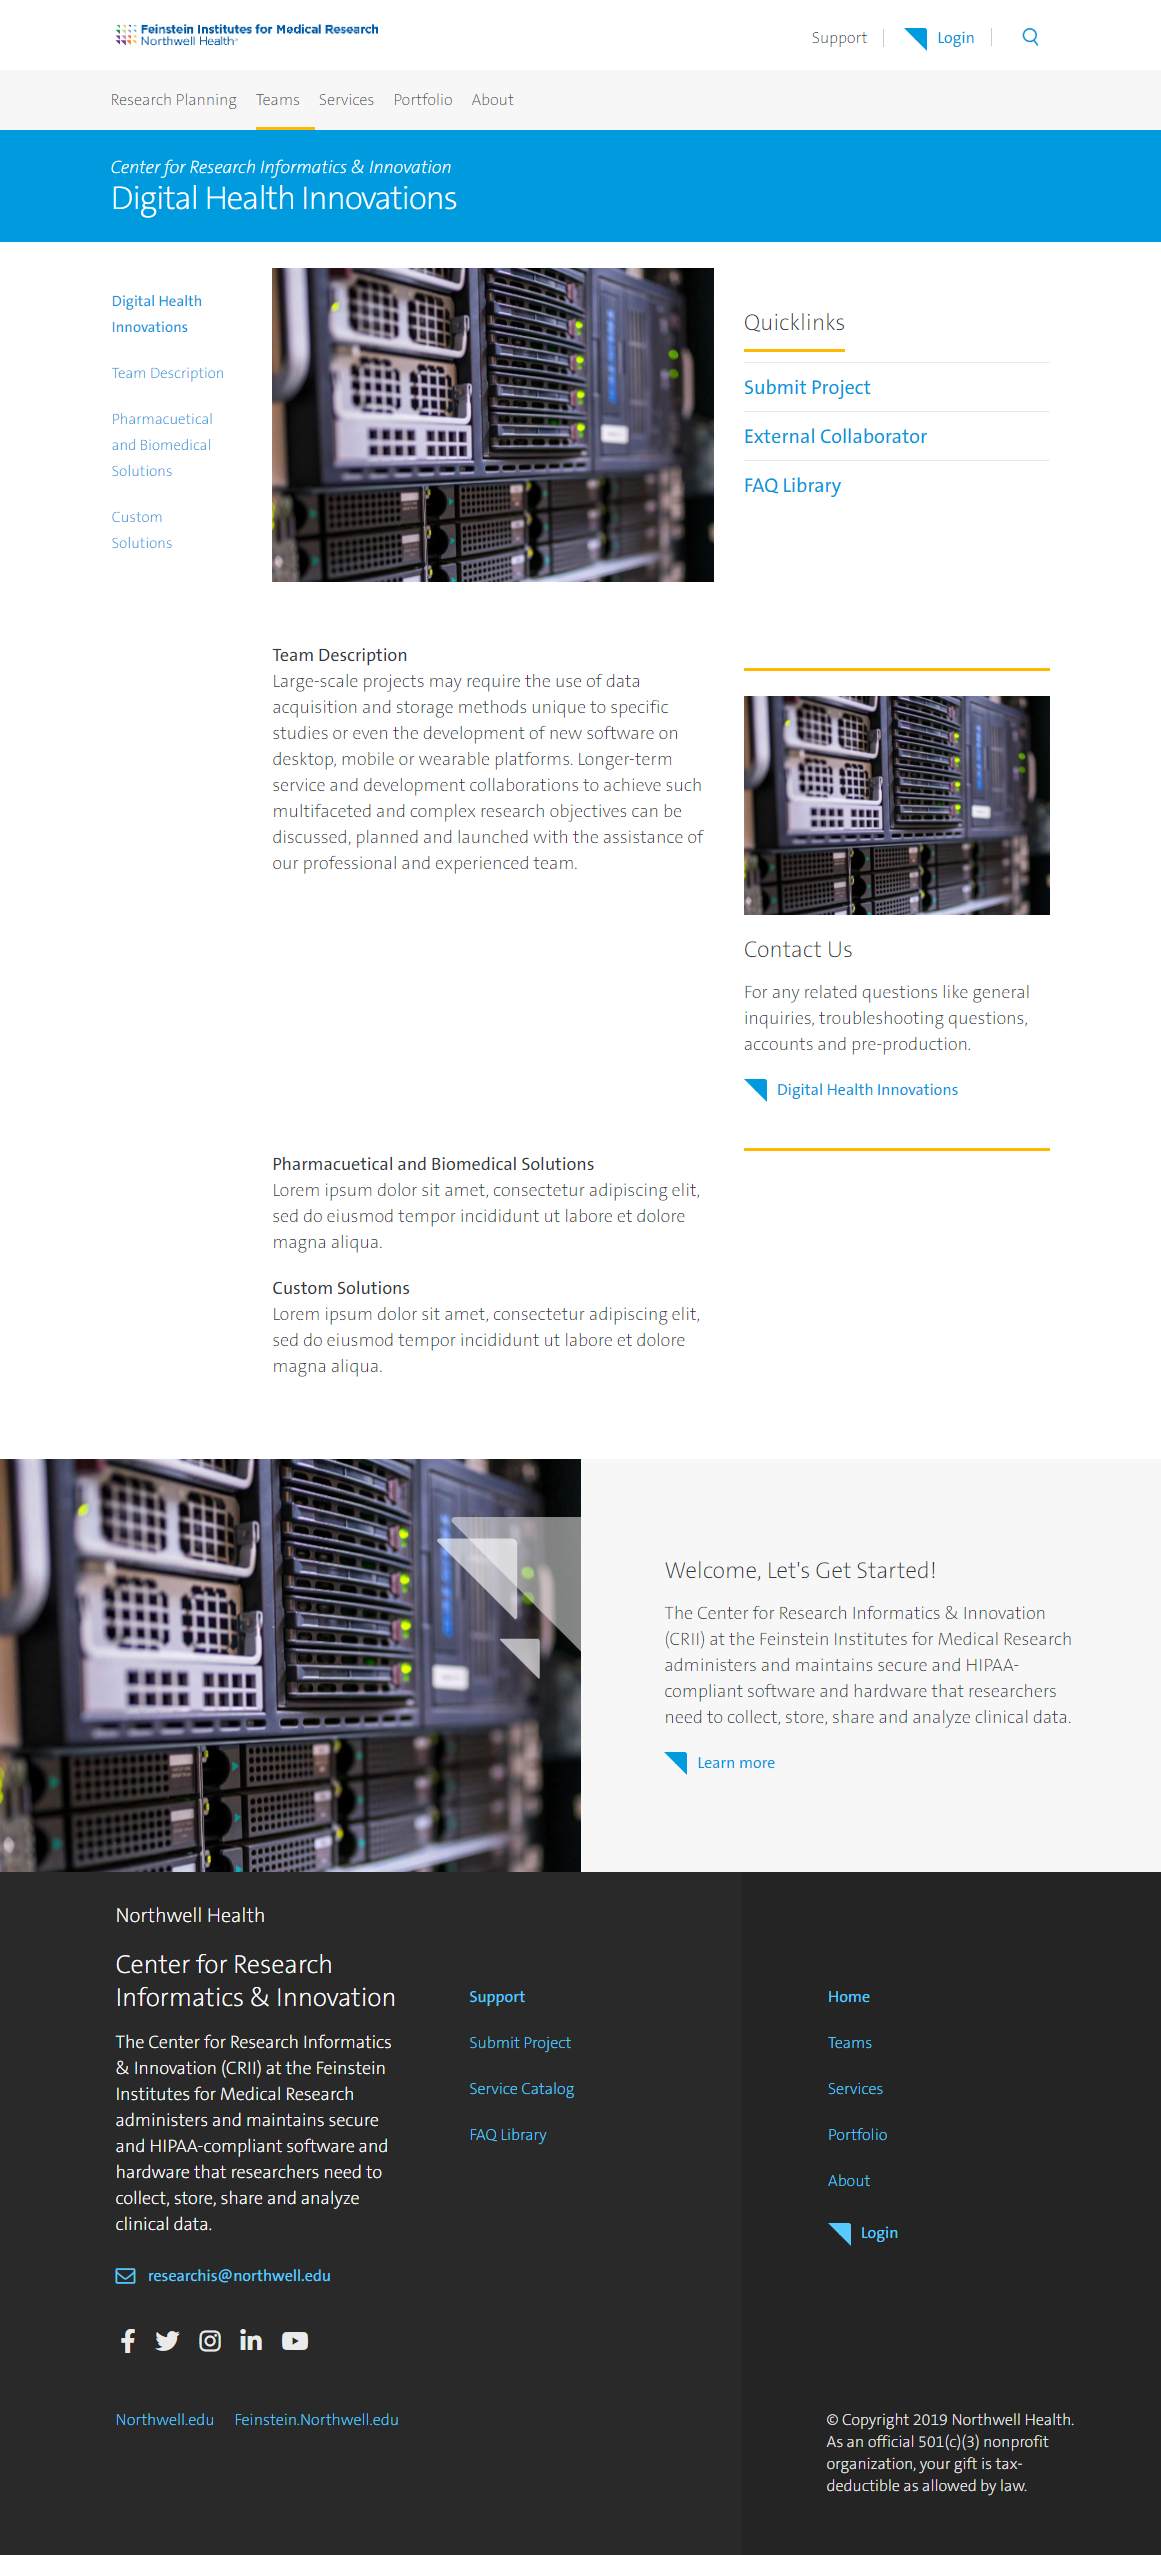 Feinstein Institutes for Medical Research
Northwell Health
Support
Login
Research Planning
Teams
Services
Portfolio
About
Center for Research Informatics & Innovation
Digital Health Innovations
Digital Health
Innovations
Team Description
Pharmacuetical
and Biomedical
Solutions
Custom
Solutions
Quicklinks
Submit Project
External Collaborator
FAQ Library
Team Description
Large-scale projects may require the use of data
acquisition and storage methods unique to specific
studies or even the development of new software on
desktop, mobile or wearable platforms. Longer-term
service and development collaborations to achieve such
multifaceted and complex research objectives can be
discussed, planned and launched with the assistance of
our professional and experienced team.
Contact Us
For any related questions like general
inquiries, troubleshooting questions,
accounts and pre-production.
Digital Health Innovations
Pharmacuetical and Biomedical Solutions
Lorem ipsum dolor sit amet, consectetur adipiscing elit,
sed do eiusmod tempor incididunt ut labore et dolore
magna aliqua.
Custom Solutions
Lorem ipsum dolor sit amet, consectetur adipiscing elit,
sed do eiusmod tempor incididunt ut labore et dolore
magna aliqua.
Welcome, Let's Get Started!
The Center for Research Informatics & Innovation
(CRII) at the Feinstein Institutes for Medical Research
administers and maintains secure and HIPAA-
compliant software and hardware that researchers
need to collect, store, share and analyze clinical data.
Learn more
Northwell Health
Center for Research
Informatics & Innovation
The Center for Research Informatics
& Innovation (CRII) at the Feinstein
Institutes for Medical Research
administers and maintains secure
and HIPAA-compliant software and
hardware that researchers need to
collect, store, share and analyze
clinical data.
researchis@northwell.edu
Northwell.edu
Feinstein.Northwell.edu
Support
Submit Project
Service Catalog
FAQ Library
Home
Teams
Services
Portfolio
About
Login
© Copyright 2019 Northwell Health.
As an official 501(c)(3) nonprofit
organization, your gift is tax-
deductible as allowed by law.